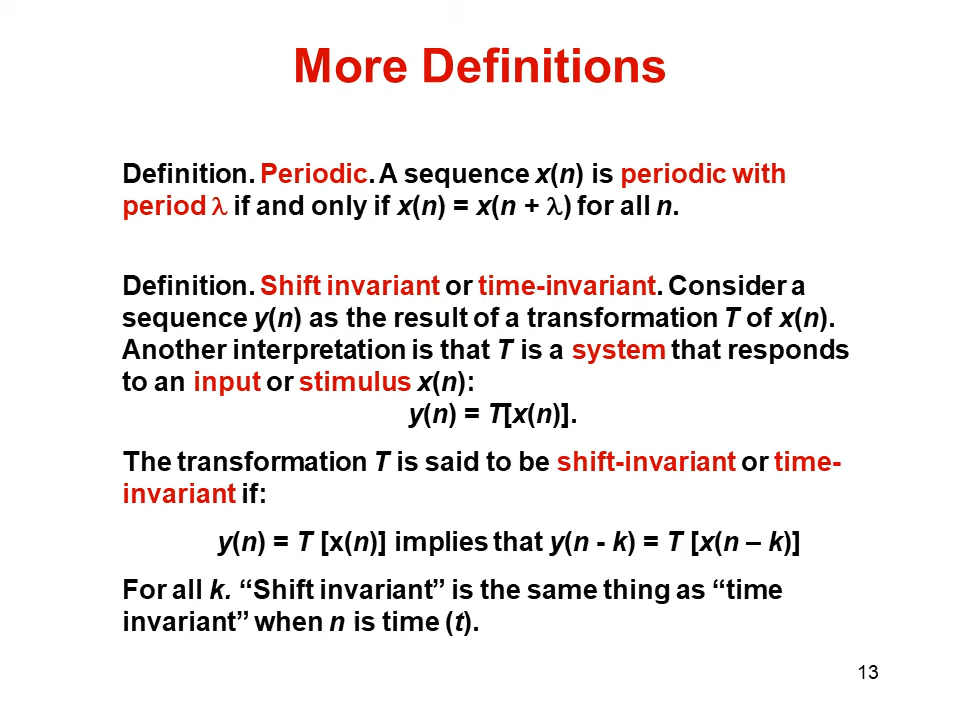 More Definitions
Definition. Periodic. A sequence x(n) is periodic with
period λ if and only if x(n) = x(n + λ) for all n.
Definition. Shift invariant or time-invariant. Consider a
sequence y(n) as the result of a transformation T of x(n).
Another interpretation is that T is a system that responds
to an input or stimulus x(n):
y(n) = T[x(n)].
The transformation T is said to be shift-invariant or time-
invariant if:
y(n) = T [x(n)] implies that y(n - k) = T [x(n – k)]
For all k. “Shift invariant” is the same thing as “time
invariant” when n is time (t).
13